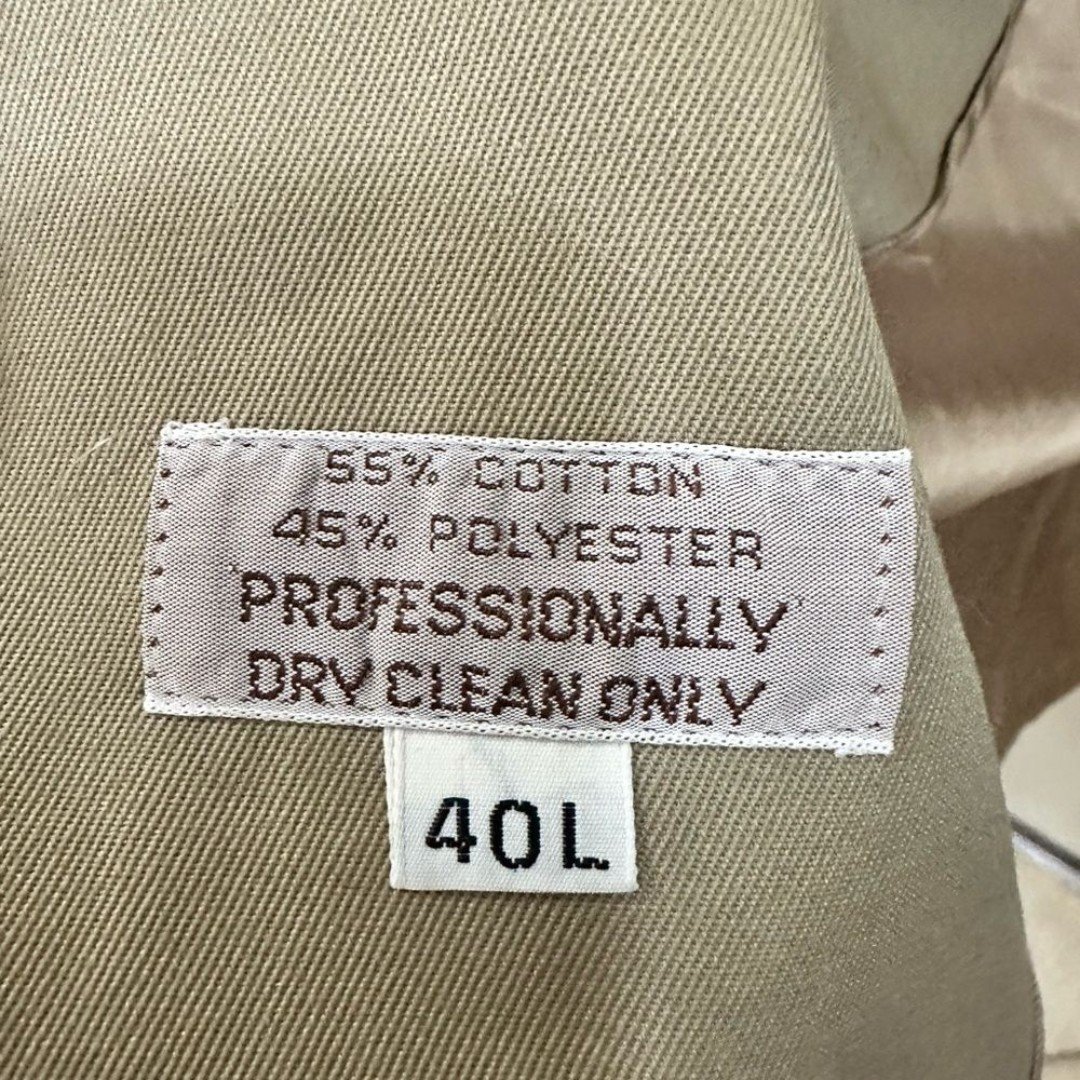 55% COTTON
45% POLYESTER
PROFESSIONALLY
DRY CLEAN ONLY
40L